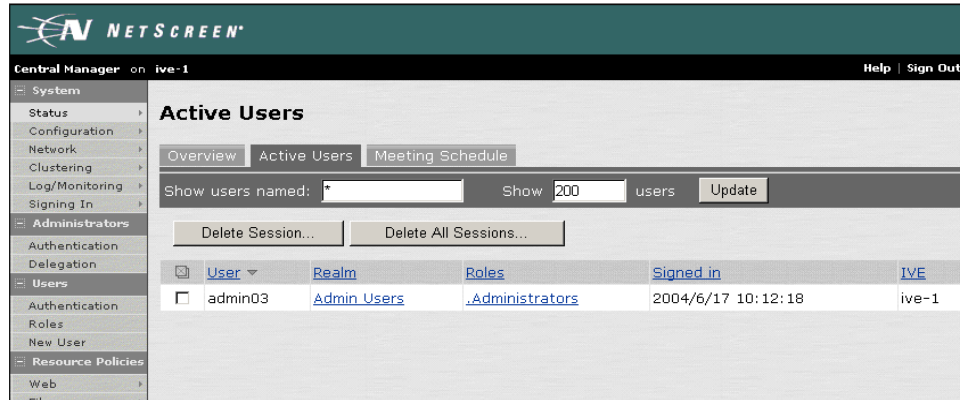 NETSCREEN
Central Manager on ive-1
Help | Sign Out
System
Status
Configuration
Network
Clustering
Log/Monitoring
Signing In
Administrators
Authentication
Delegation
Users
Authentication
Roles
New User
Resource Policies
Web
Active Users
Overview
Active Users
Meeting Schedule
Show users named: * Show 200 users Update
Delete Session... Delete All Sessions...
User Realm Roles Signed in IVE
admin03 Admin Users .Administrators 2004/6/17 10:12:18 ive-1